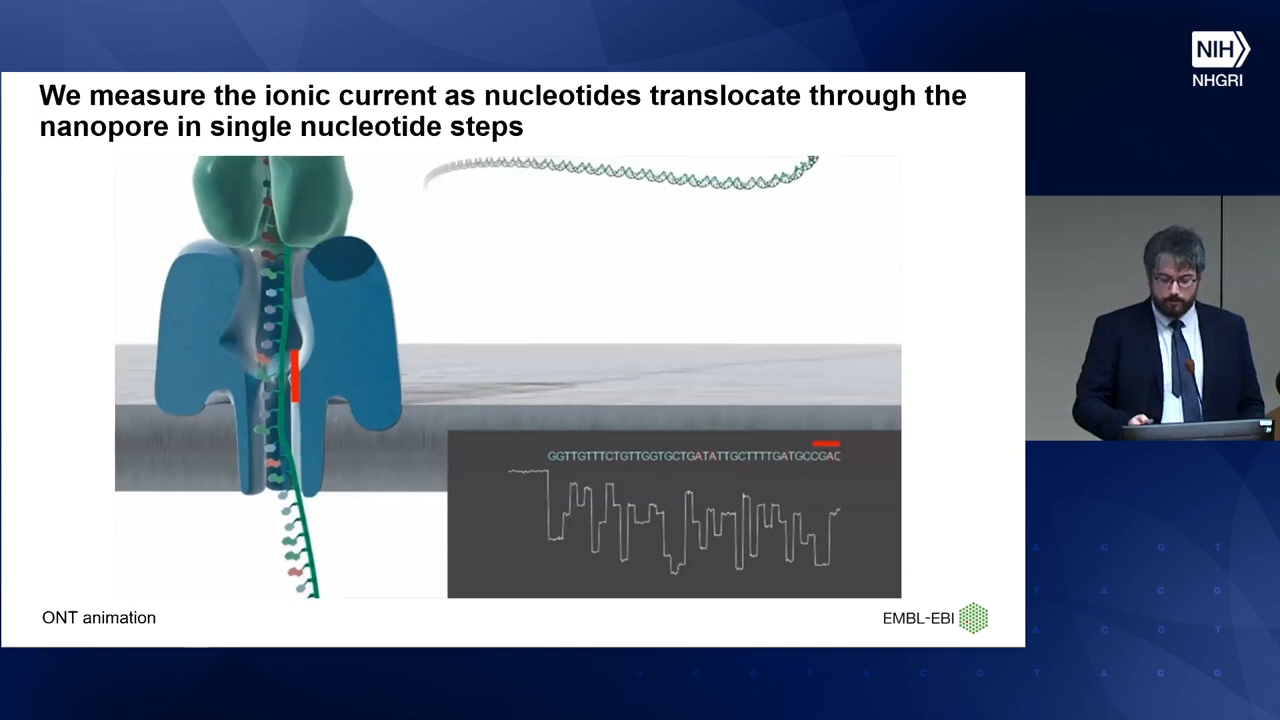 NIH
NHGRI
We measure the ionic current as nucleotides translocate through the
nanopore in single nucleotide steps
GGTTGTTTCTGTTGGTGCTGATATTGCTTTTGATGCCGAC
ONT animation
EMBL-EBI
A C G T
T A C G
A C G T
A C G T A C G T A C G